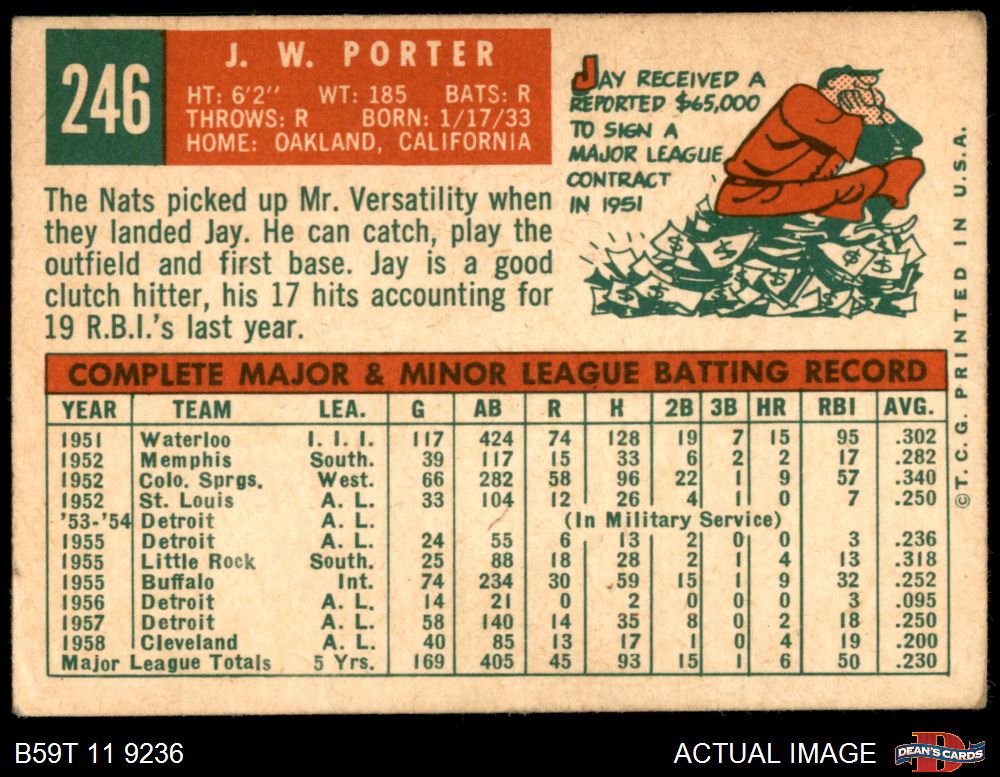 246
J. W. PORTER
HT: 6'2" WT: 185 BATS: R
THROWS: R BORN: 1/17/33
HOME: OAKLAND, CALIFORNIA
JAY RECEIVED A
REPORTED $65,000
TO SIGN A
MAJOR LEAGUE
CONTRACT
IN 1951
The Nats picked up Mr. Versatility when
they landed Jay. He can catch, play the
outfield and first base. Jay is a good
clutch hitter, his 17 hits accounting for
19 R.B.I.'s last year.
COMPLETE MAJOR & MINOR LEAGUE BATTING RECORD
YEAR TEAM LEA. G AB R H 2B 3B HR RBI AVG.
1951 Waterloo I. I. I. 117 424 74 128 19 7 15 95 .302
1952 Memphis South. 39 117 15 33 6 2 2 17 .282
1952 Colo. Sprgs. West. 66 282 58 96 22 1 9 57 .340
1952 St. Louis A. L. 33 104 12 26 4 1 0 7 .250
'53-'54 Detroit A. L. (In Military Service)
1955 Detroit A. L. 24 55 6 13 2 0 0 3 .236
1955 Little Rock South. 25 88 18 28 2 1 4 13 .318
1955 Buffalo Int. 74 234 30 59 15 1 9 32 .252
1956 Detroit A. L. 14 21 0 2 0 0 0 3 .095
1957 Detroit A. L. 58 140 14 35 8 0 2 18 .250
1958 Cleveland A. L. 40 85 13 17 1 0 4 19 .200
Major League Totals 5 Yrs. 169 405 45 93 15 1 6 50 .230
©T. C. G. PRINTED IN U.S.A.
B59T 11 9236
ACTUAL IMAGE
DEAN'S CARDS